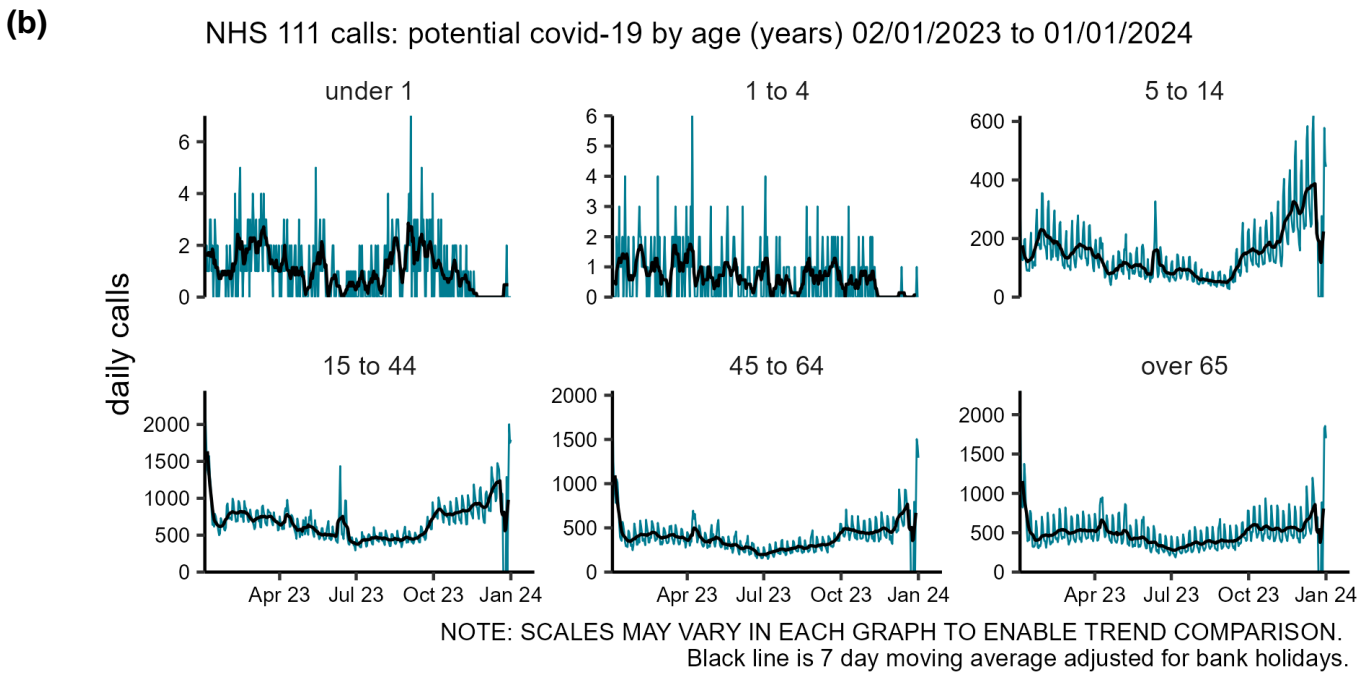 (b)
NHS 111 calls: potential covid-19 by age (years) 02/01/2023 to 01/01/2024
daily calls
under 1
6
4
2
0
1 to 4
6
5
4
3
2
1
0
5 to 14
600
400
200
0
15 to 44
2000
1500
1000
500
0
Apr 23 Jul 23 Oct 23 Jan 24
45 to 64
2000
1500
1000
500
0
Apr 23 Jul 23 Oct 23 Jan 24
over 65
2000
1500
1000
500
0
Apr 23 Jul 23 Oct 23 Jan 24
NOTE: SCALES MAY VARY IN EACH GRAPH TO ENABLE TREND COMPARISON.
Black line is 7 day moving average adjusted for bank holidays.